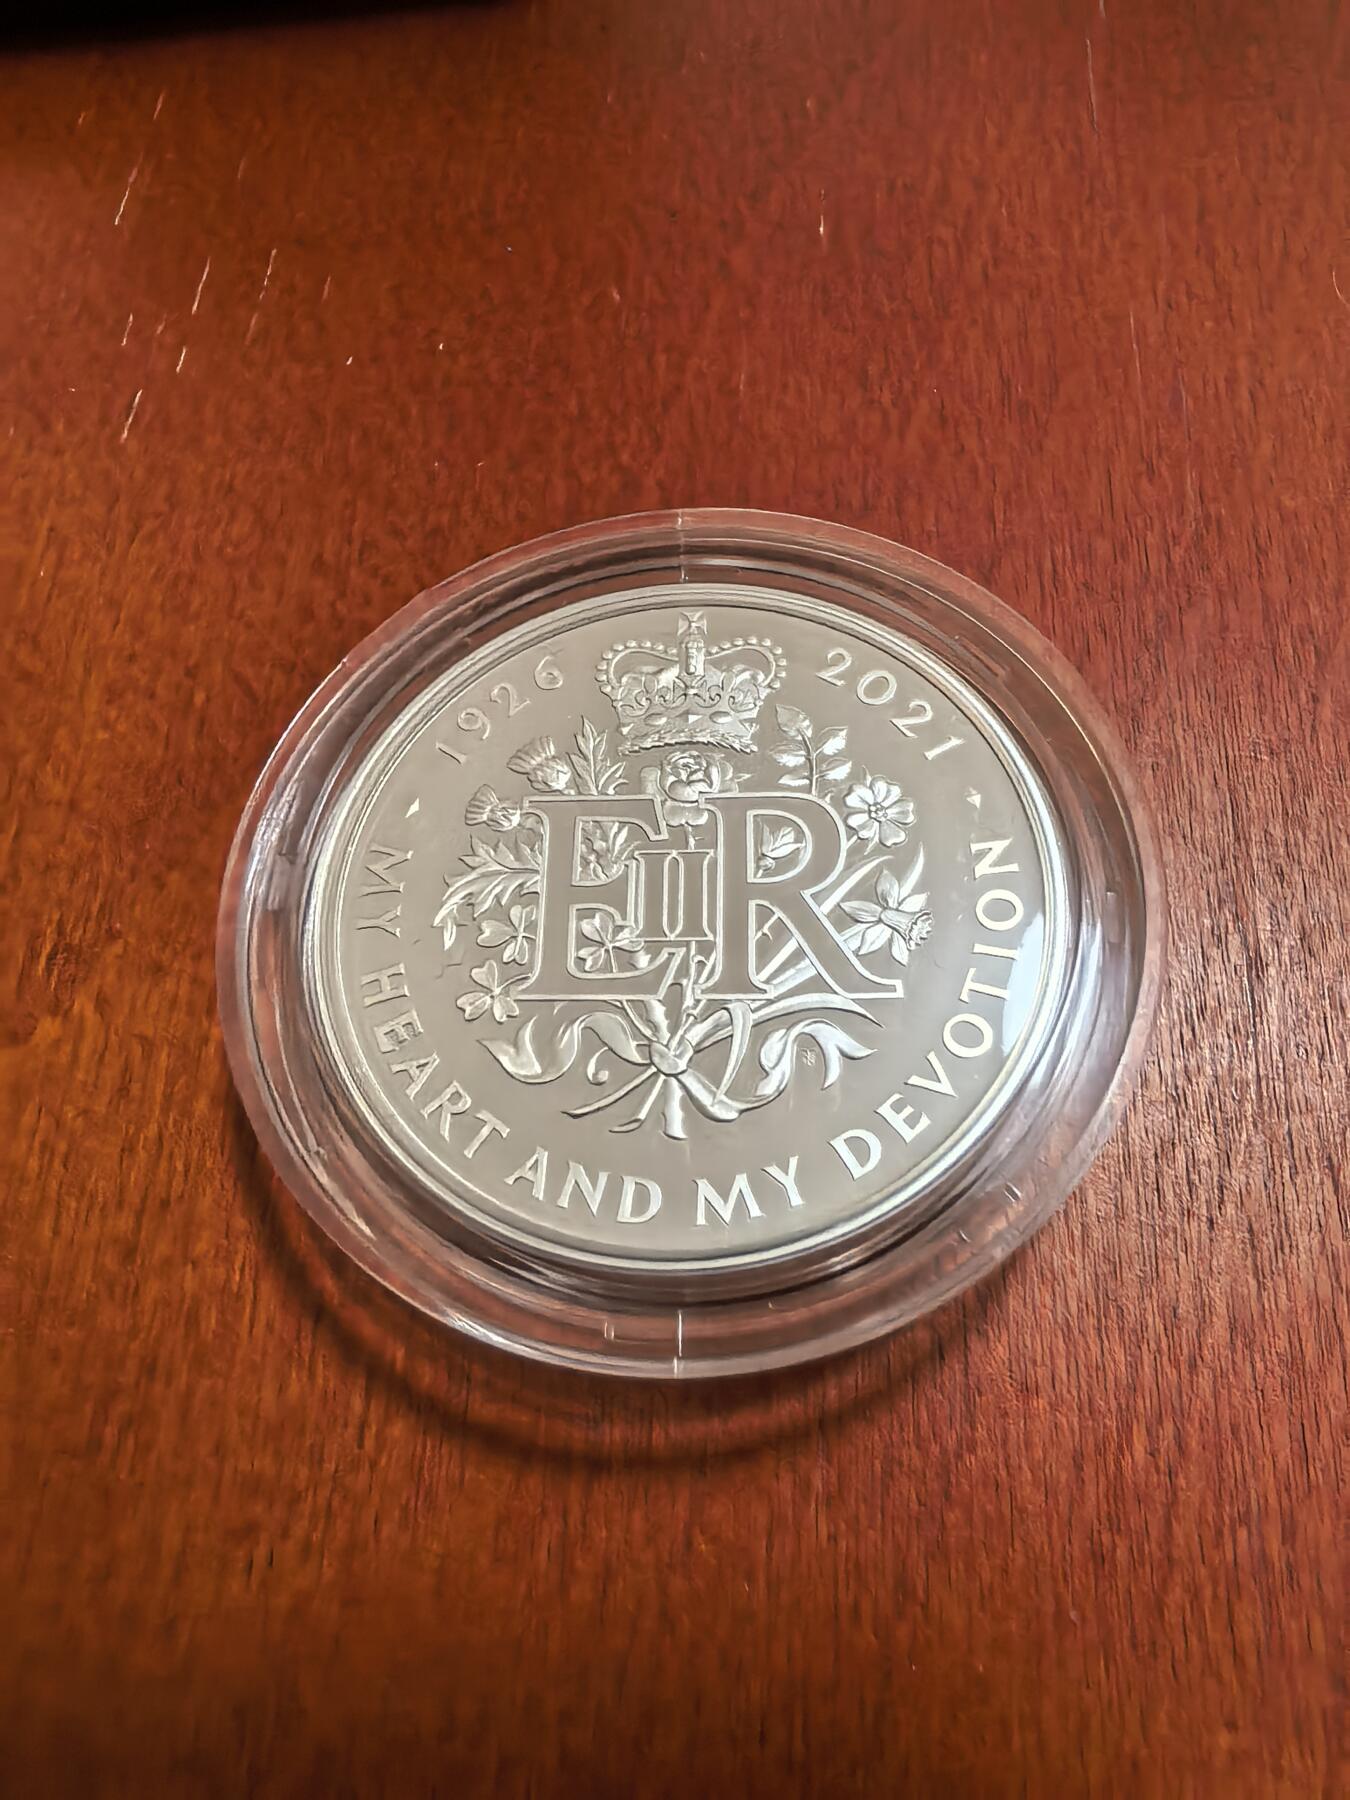 1926 2021
EIIR
MY HEART AND MY DEVOTION